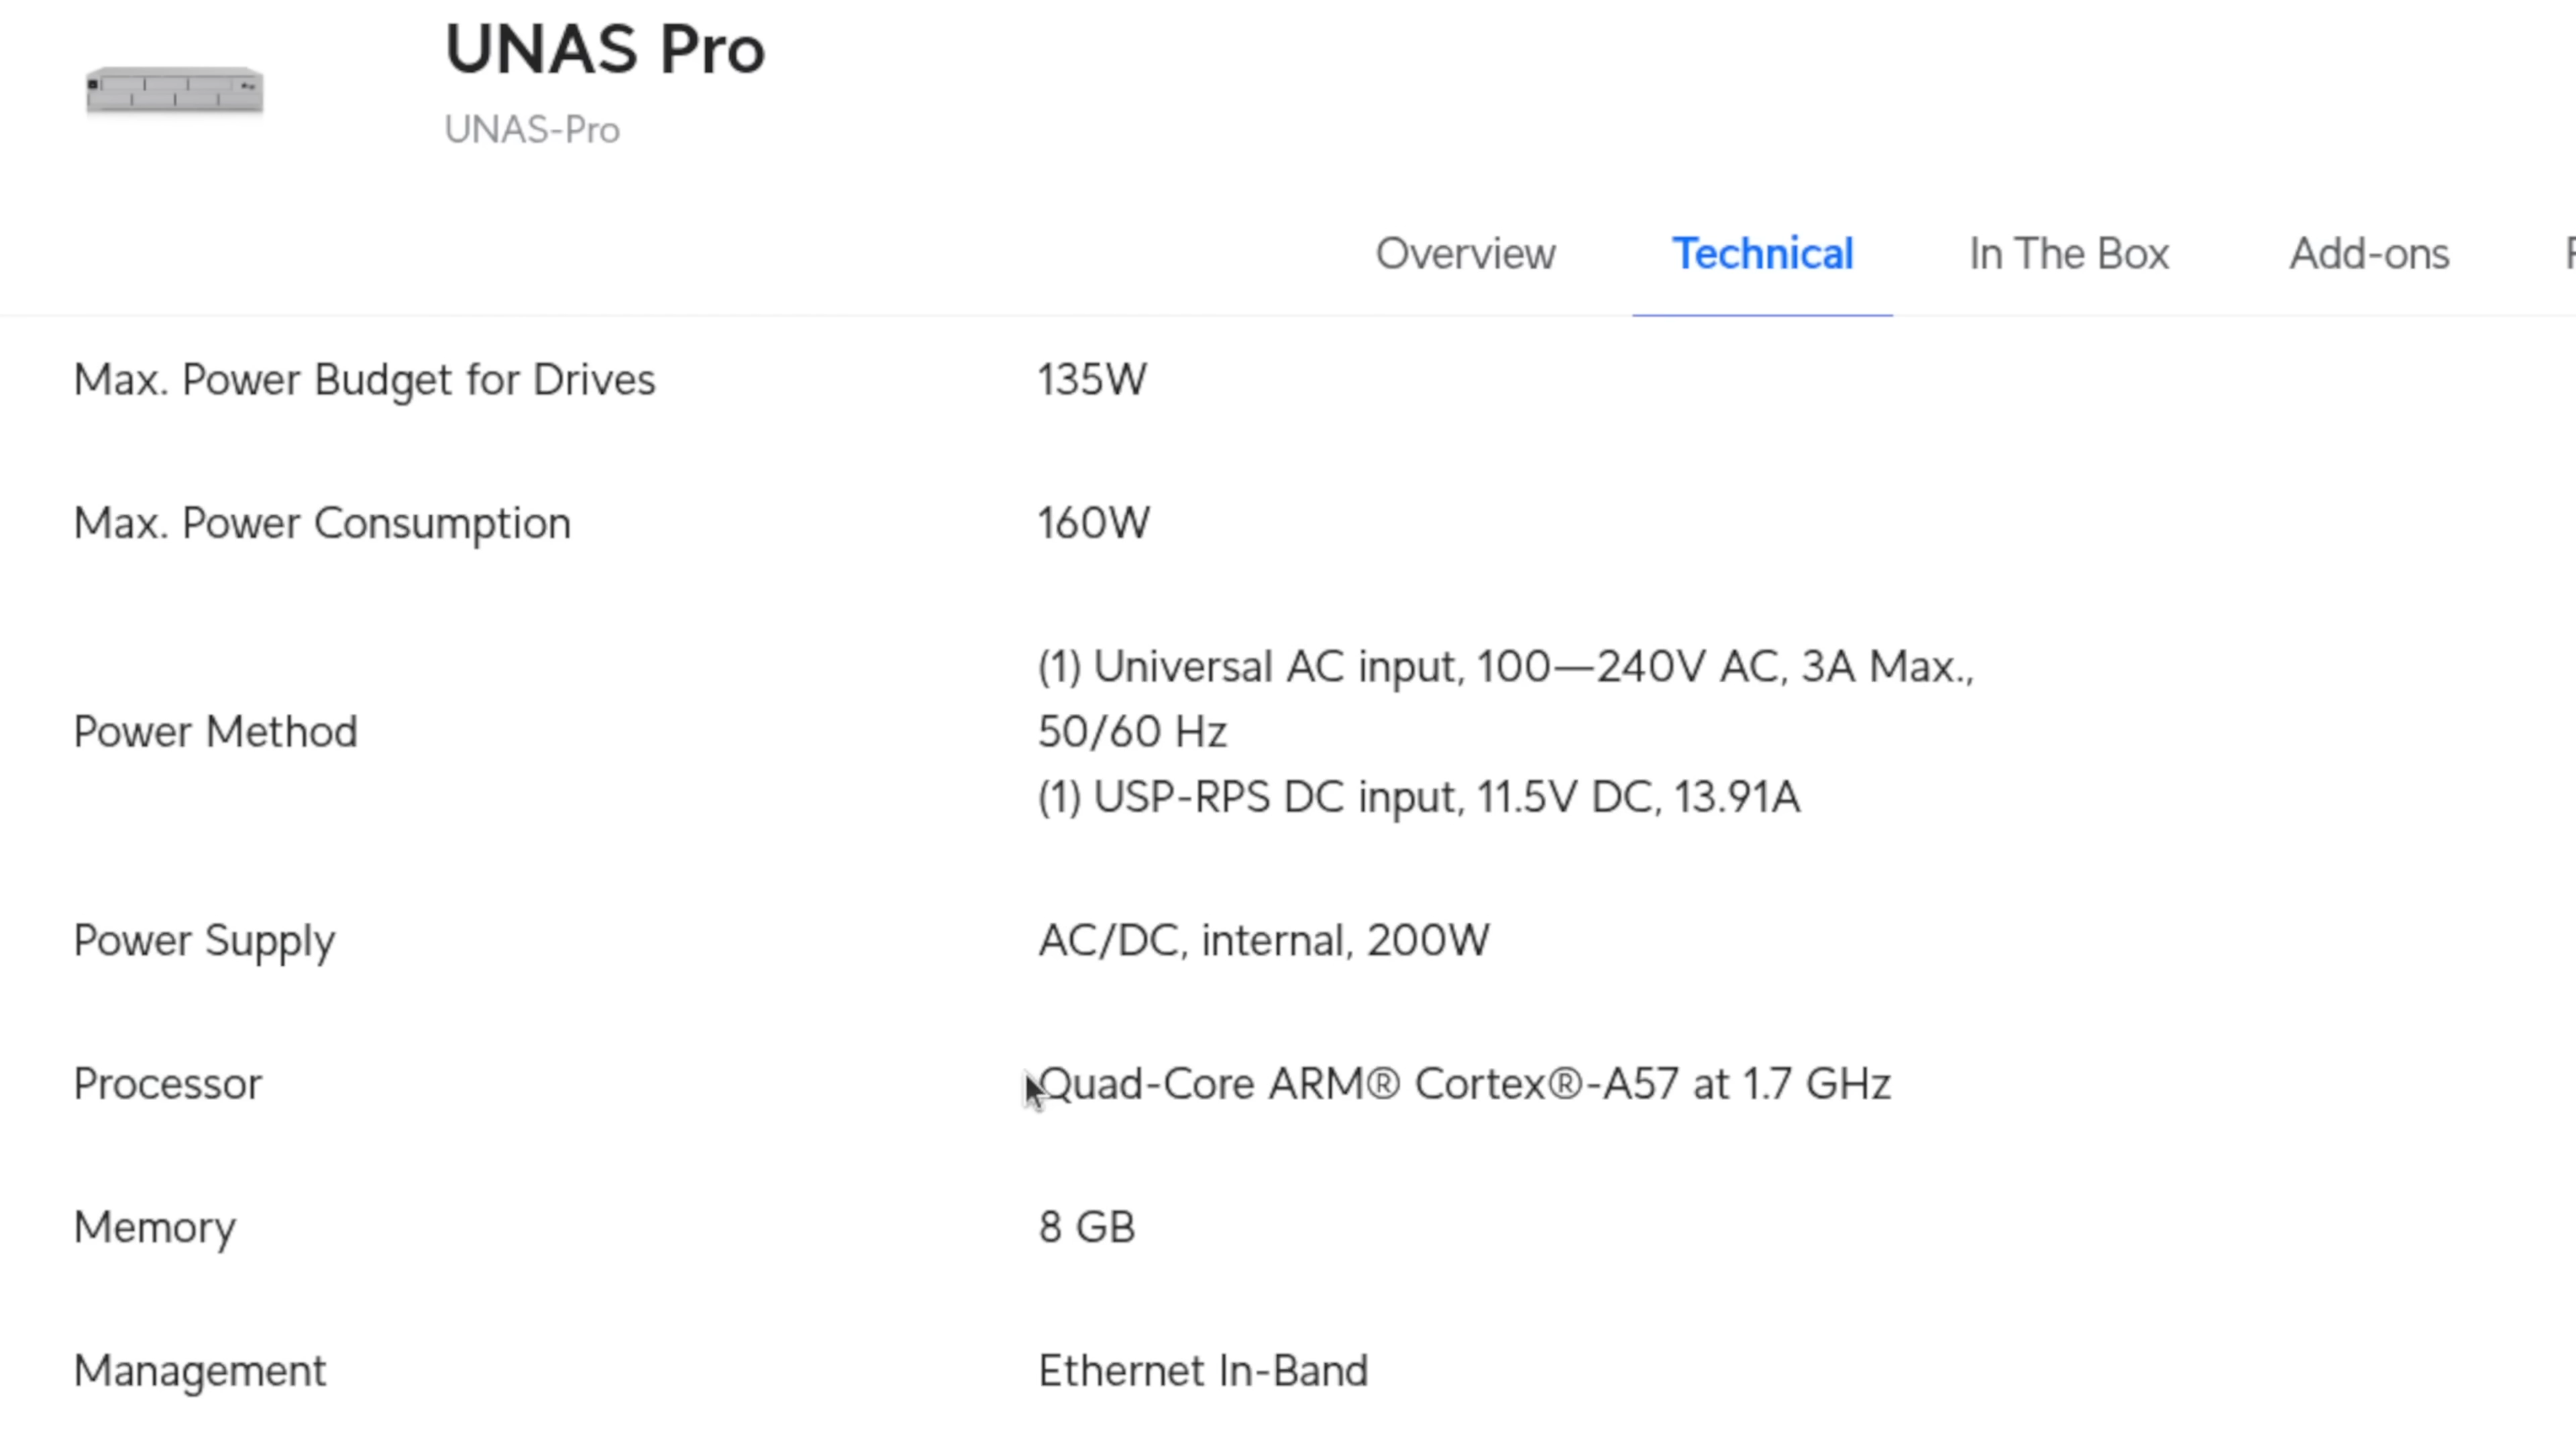 UNAS Pro
UNAS-Pro
Overview Technical In The Box Add-ons
Max. Power Budget for Drives 135W
Max. Power Consumption 160W
Power Method (1) Universal AC input, 100—240V AC, 3A Max.,
50/60 Hz
(1) USP-RPS DC input, 11.5V DC, 13.91A
Power Supply AC/DC, internal, 200W
Processor Quad-Core ARM® Cortex®-A57 at 1.7 GHz
Memory 8 GB
Management Ethernet In-Band